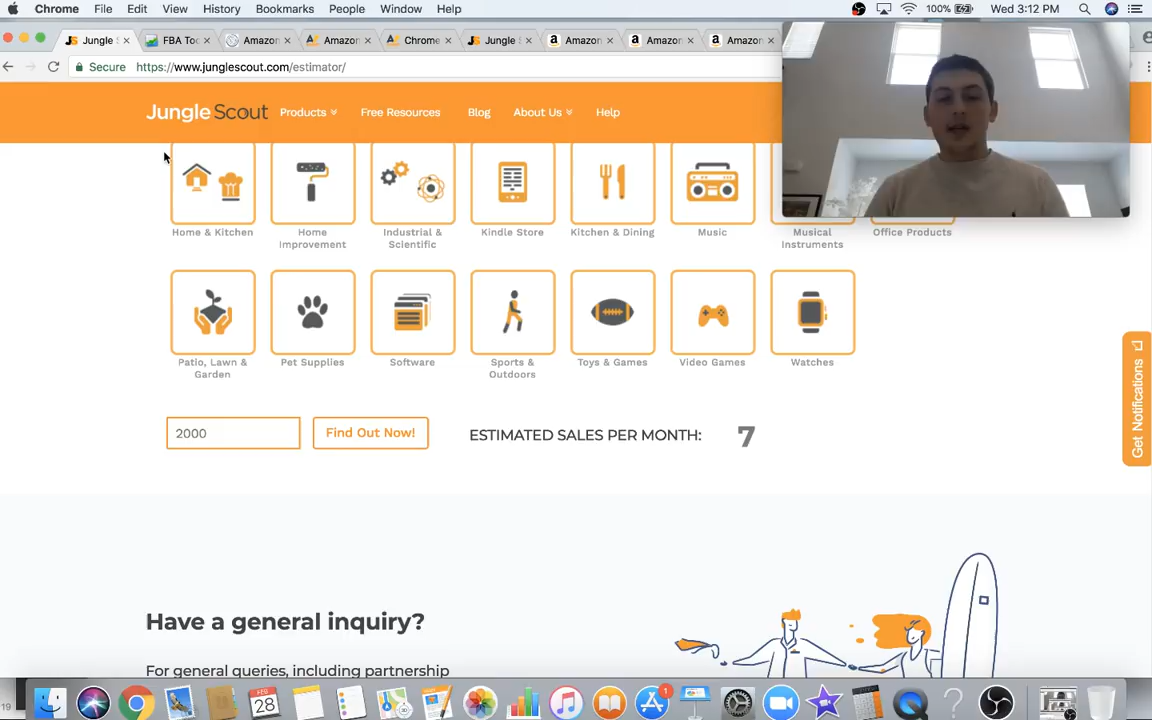 Chrome File Edit View History Bookmarks People Window Help 100% Wed 3:12 PM
Jungle S FBA Too Amazon Amazon Chrome Jungle Amazon Amazon Amazon
Secure https://www.junglescout.com/estimator/
Jungle Scout Products Free Resources Blog About Us Help
Home & Kitchen
Home Improvement
Industrial & Scientific
Kindle Store
Kitchen & Dining
Music
Musical Instruments
Office Products
Patio, Lawn & Garden
Pet Supplies
Software
Sports & Outdoors
Toys & Games
Video Games
Watches
Get Notifications
2000 Find Out Now! ESTIMATED SALES PER MONTH: 7
Have a general inquiry?
For general queries, including partnership
FEB
28
1
19